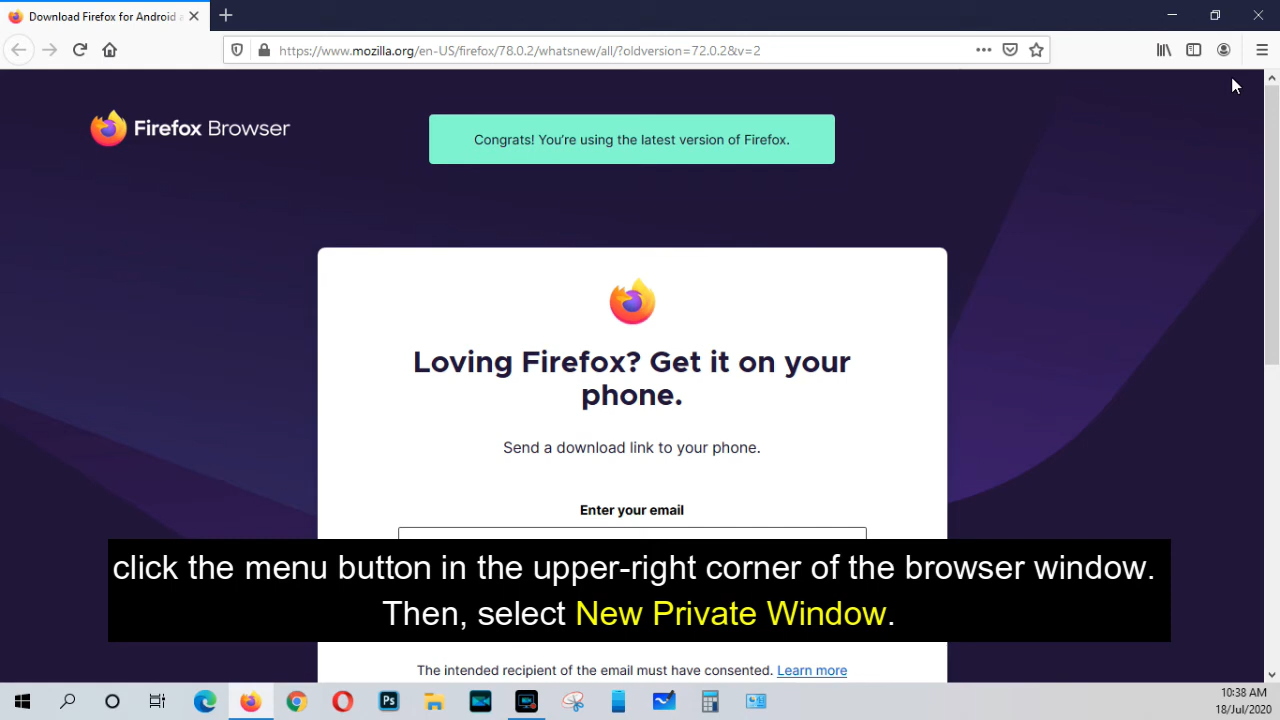 Download Firefox for Android a
https://www.mozilla.org/en-US/firefox/78.0.2/whatsnew/all/?oldversion=72.0.2&v=2
Firefox Browser
Congrats! You're using the latest version of Firefox.
Loving Firefox? Get it on your
phone.
Send a download link to your phone.
Enter your email
click the menu button in the upper-right corner of the browser window.
Then, select New Private Window.
The intended recipient of the email must have consented. Learn more
Ps
:38 AM
18/Jul/2020